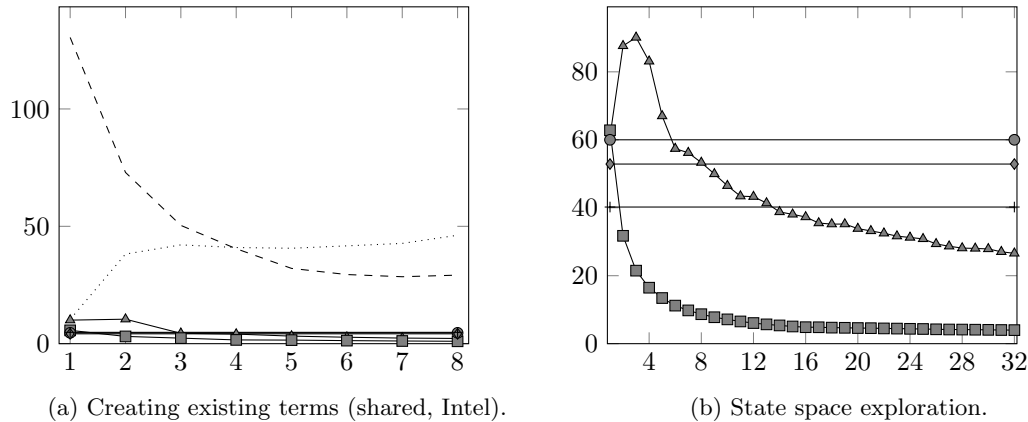 100
50
0
1 2 3 4 5 6 7 8
(a) Creating existing terms (shared, Intel).
80
60
40
20
0
4 8 12 16 20 24 28 32
(b) State space exploration.